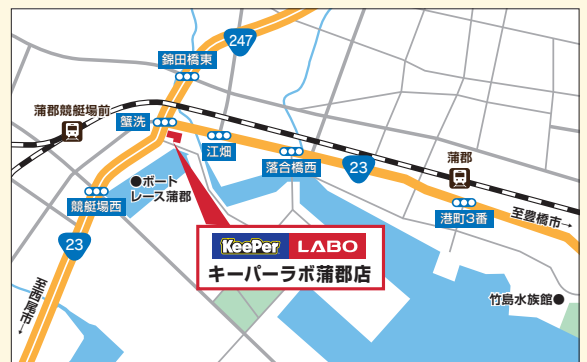 247
錦田橋東
蒲郡競艇場前
蟹洗
江畑
落合橋西
23
蒲郡
競艇場西
●ボート
レース蒲郡
港町3番
至豊橋市→
23
KeePer LABO
キーパーラボ蒲郡店
←至西尾市
竹島水族館●